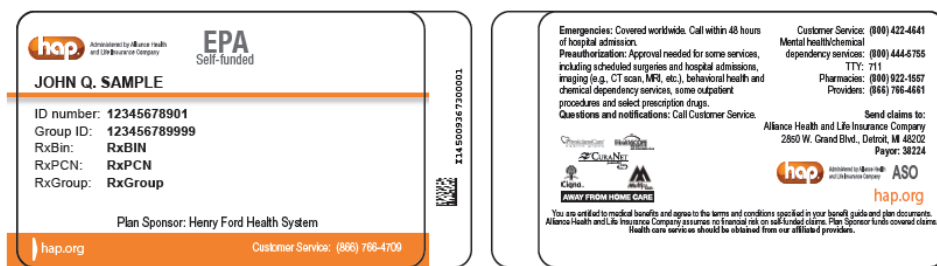 hap. Administered by Alliance Health
and Life Insurance Company
EPA
Self-funded
JOHN Q. SAMPLE
ID number: 12345678901
Group ID: 123456789999
RxBin: RxBIN
RxPCN: RxPCN
RxGroup: RxGroup
Plan Sponsor: Henry Ford Health System
hap.org Customer Service: (866) 766-4709
I1450093673000001
Emergencies: Covered worldwide. Call within 48 hours
of hospital admission.
Preauthorization: Approval needed for some services,
including scheduled surgeries and hospital admissions,
imaging (e.g., CT scan, MRI, etc.), behavioral health and
chemical dependency services, some outpatient
procedures and select prescription drugs.
Questions and notifications: Call Customer Service.
Customer Service: (800) 422-4641
Mental health/chemical
dependency services: (800) 444-5755
TTY: 711
Pharmacies: (800) 922-1557
Providers: (866) 766-4661
Send claims to:
Alliance Health and Life Insurance Company
2850 W. Grand Blvd., Detroit, MI 48202
Payor: 38224
CuraNet
Cigna.
AWAY FROM HOME CARE
hap. Administered by Alliance Health
and Life Insurance Company
ASO
hap.org
You are entitled to medical benefits and agree to the terms and conditions specified in your benefit guide and plan documents.
Alliance Health and Life Insurance Company assumes no financial risk on self-funded claims. Plan Sponsor funds covered claims.
Health care services should be obtained from our affiliated providers.